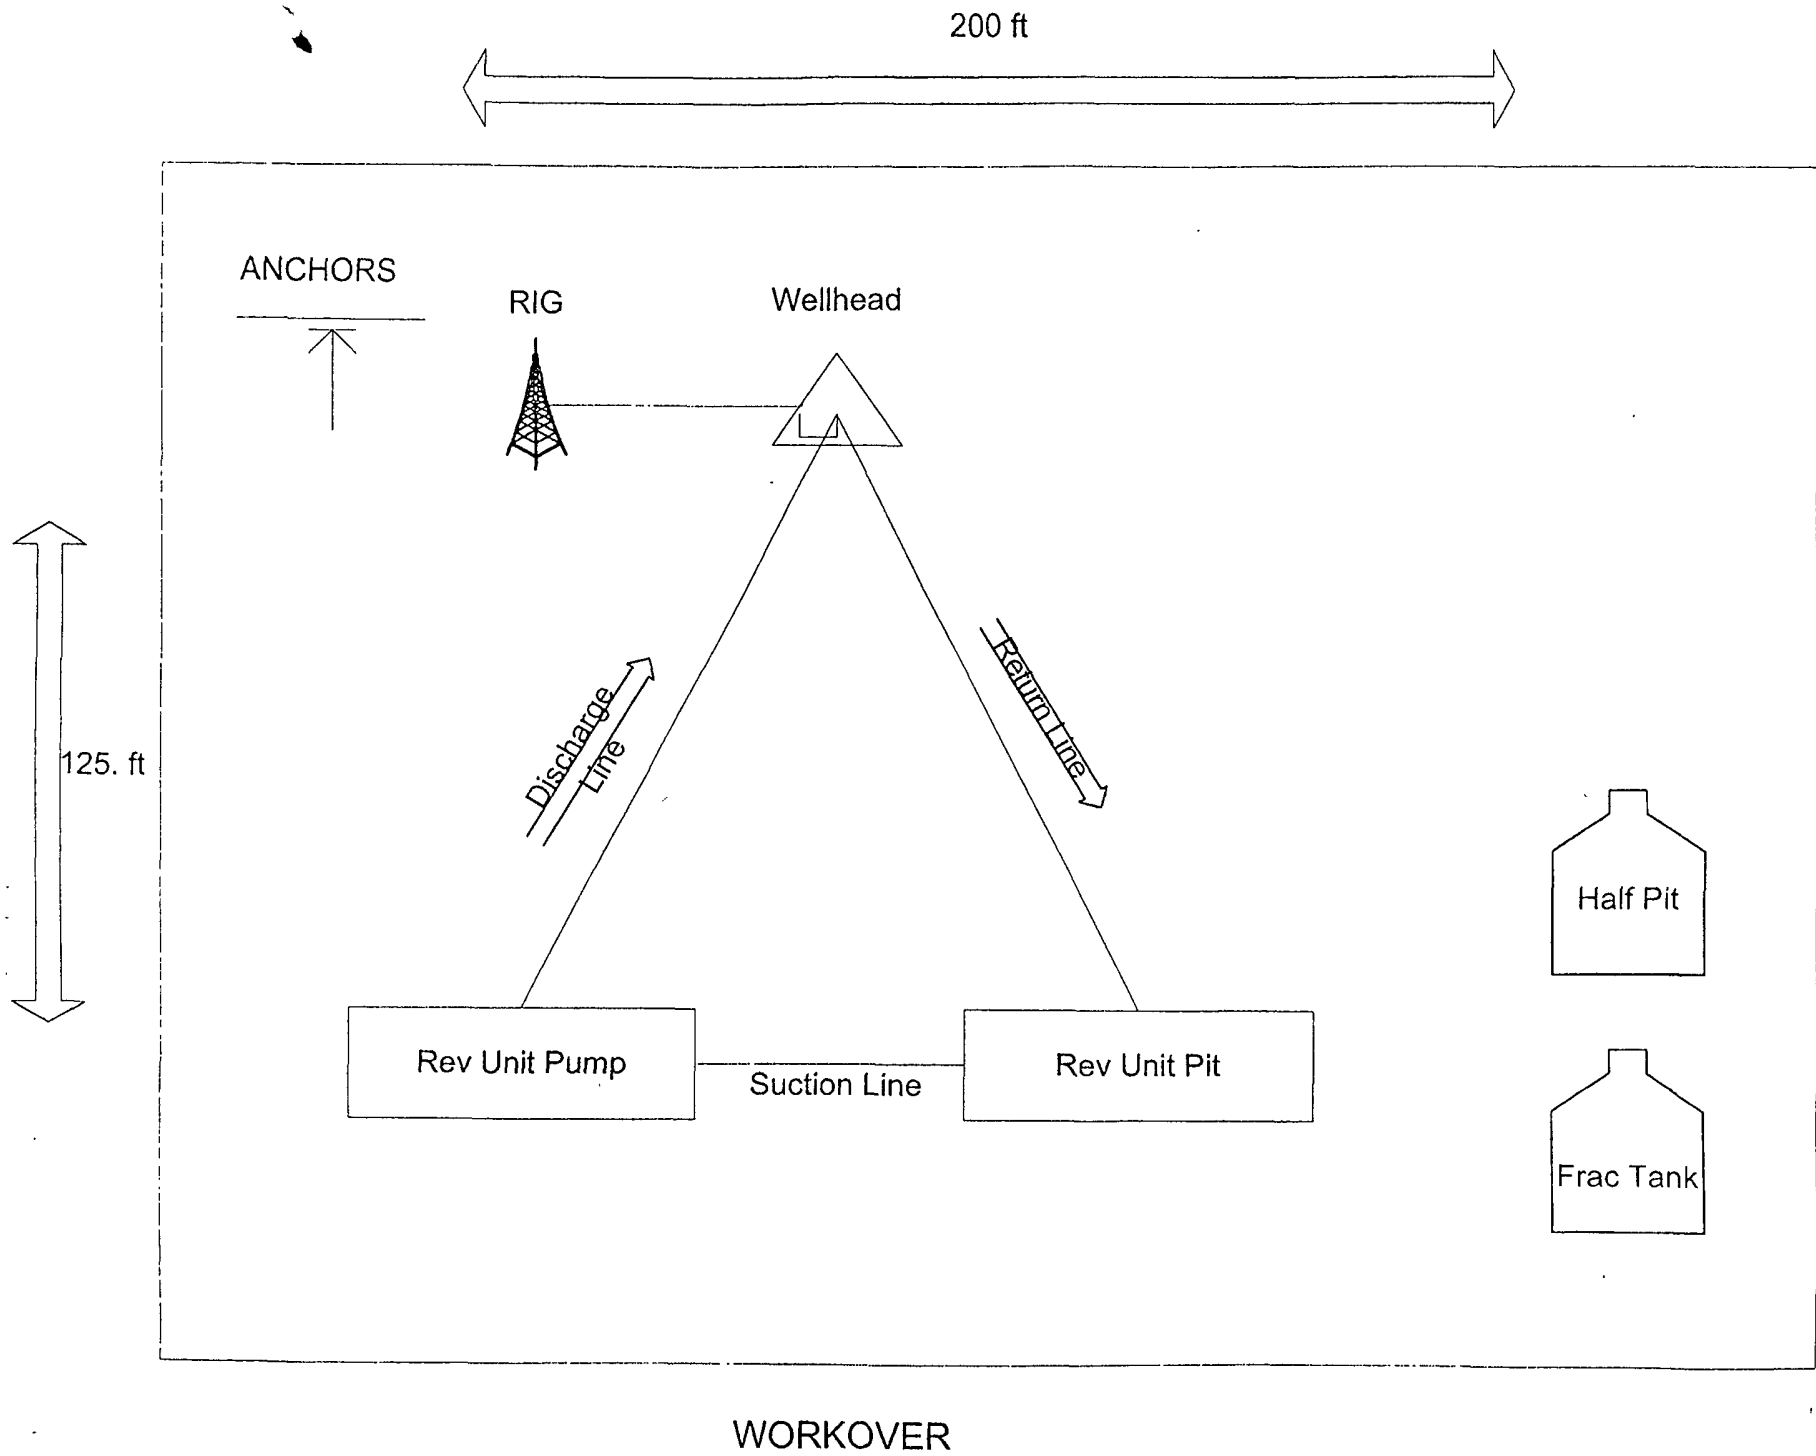 200 ft
ANCHORS
RIG
Wellhead
125. ft
Discharge
Line
Return Line
Half Pit
Rev Unit Pump
Suction Line
Rev Unit Pit
Frac Tank
WORKOVER